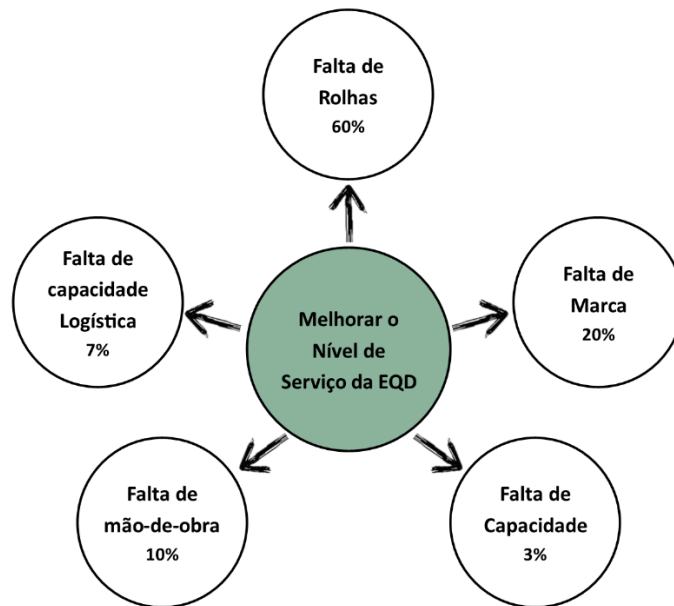 Falta de
Rolhas
60%
Falta de
capacidade
Logística
7%
Melhorar o
Nível de
Serviço da EQD
Falta de
Marca
20%
Falta de
mão-de-obra
10%
Falta de
Capacidade
3%